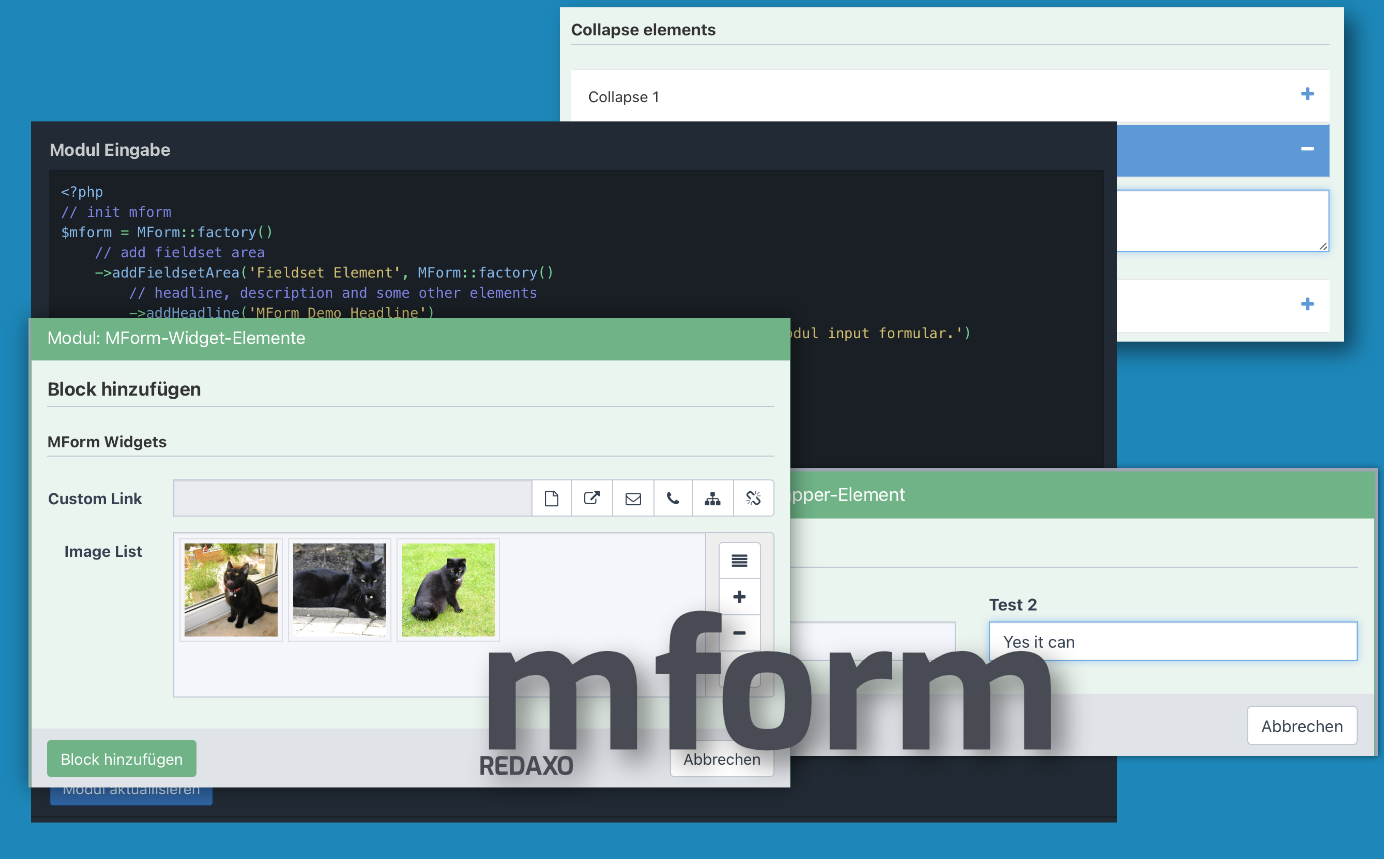 Collapse elements
Collapse 1
Modul Eingabe
<?php
// init mform
$mform = MForm::factory()
// add fieldset area
->addFieldsetArea('Fieldset Element', MForm::factory()
// headline, description and some other elements
->addHeadline('MForm Demo Headline')
odul input formular.')
Modul: MForm-Widget-Elemente
Block hinzufügen
MForm Widgets
Custom Link
Image List
Block hinzufügen
Abbrechen
pper-Element
Test 2
Yes it can
Abbrechen
mform
REDAXO
Modul aktualisieren